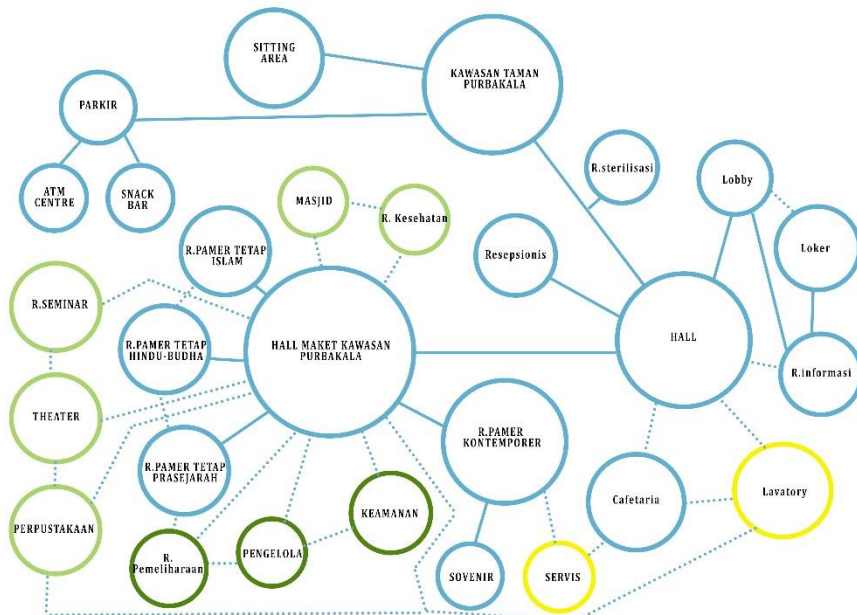 SITTING
AREA
KAWASAN TAMAN
PURBAKALA
PARKIR
ATM
CENTRE
SNACK
BAR
R.sterilisasi
Lobby
MASJID
R. Kesehatan
Loker
R.PAMER TETAP
ISLAM
Resepsionis
R.SEMINAR
R.PAMER TETAP
HINDU-BUDHA
HALL MAKET KAWASAN
PURBAKALA
HALL
R.informasi
THEATER
R.PAMER
KONTEMPORER
R.PAMER TETAP
PRASEJARAH
Cafetaria
Lavatory
KEAMANAN
PERPUSTAKAAN
R.
Pemeliharaan
PENGELOLA
SOVENIR
SERVIS